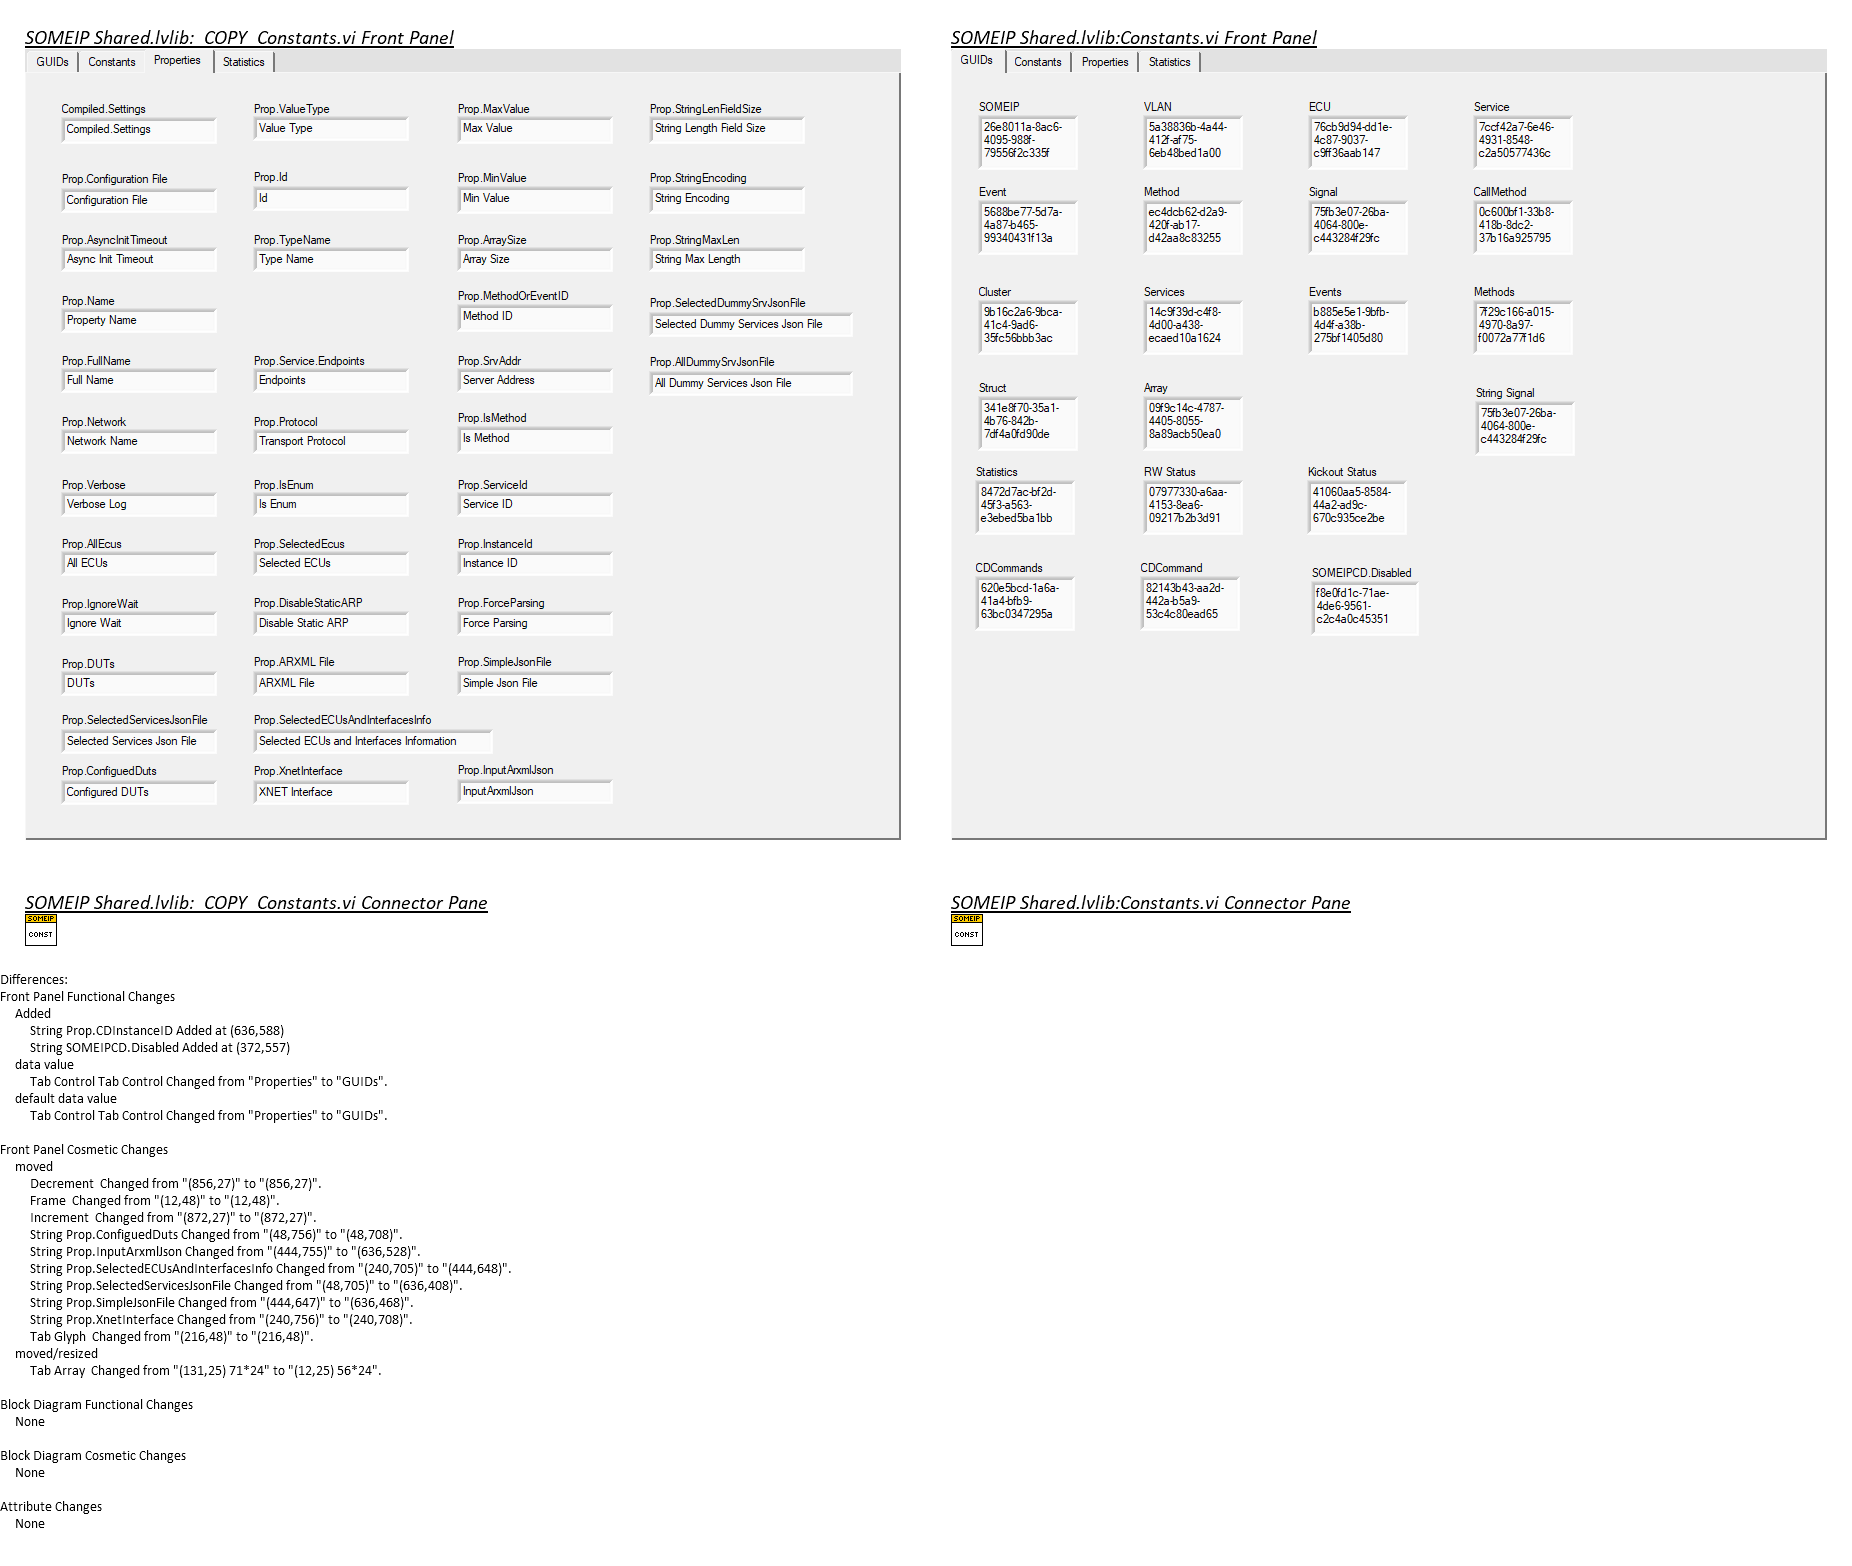 SOMEIP Shared.lvlib:_COPY_Constants.vi Front Panel
GUIDs Constants Properties Statistics
Compiled.Settings Prop.ValueType Prop.MaxValue Prop.StringLenFieldSize
Compiled.Settings Value Type Max Value String Length Field Size
Prop.Configuration File Prop.Id Prop.MinValue Prop.StringEncoding
Configuration File Id Min Value String Encoding
Prop.AsyncInitTimeout Prop.TypeName Prop.ArraySize Prop.StringMaxLen
Async Init Timeout Type Name Array Size String Max Length
Prop.Name Prop.MethodOrEventID Prop.SelectedDummySrvJsonFile
Property Name Method ID Selected Dummy Services Json File
Prop.FullName Prop.Service.Endpoints Prop.SrvAddr Prop.AllDummySrvJsonFile
Full Name Endpoints Server Address All Dummy Services Json File
Prop.Network Prop.Protocol Prop.IsMethod
Network Name Transport Protocol Is Method
Prop.Verbose Prop.IsEnum Prop.ServiceId
Verbose Log Is Enum Service ID
Prop.AllEcus Prop.SelectedEcus Prop.InstanceId
All ECUs Selected ECUs Instance ID
Prop.IgnoreWait Prop.DisableStaticARP Prop.ForceParsing
Ignore Wait Disable Static ARP Force Parsing
Prop.DUTs Prop.ARXML File Prop.SimpleJsonFile
DUTs ARXML File Simple Json File
Prop.SelectedServicesJsonFile Prop.SelectedECUsAndInterfacesInfo
Selected Services Json File Selected ECUs and Interfaces Information
Prop.ConfiguedDuts Prop.XnetInterface Prop.InputArxmlJson
Configured DUTs XNET Interface InputArxmlJson
SOMEIP Shared.lvlib:Constants.vi Front Panel
GUIDs Constants Properties Statistics
SOMEIP VLAN ECU Service
26e8011a-8ac6- 5a38836b-4a44- 76cb9d94-dd1e- 7ccf42a7-6e46-
4095-988f- 412f-af75- 4c87-9037- 4931-8548-
79556f2c335f 6eb48bed1a00 c9ff36aab147 c2a50577436c
Event Method Signal CallMethod
5688be77-5d7a- ec4dcb62-d2a9- 75fb3e07-26ba- 0c600bf1-33b8-
4a87-b465- 420f-ab17- 4064-800e- 418b-8dc2-
99340431f13a d42aa8c83255 c443284f29fc 37b16a925795
Cluster Services Events Methods
9b16c2a6-9bca- 14c9f39d-c4f8- b885e5e1-9bfb- 7f29c166-a015-
41c4-9ad6- 4d00-a438- 4d4f-a38b- 4970-8a97-
35fc56bbb3ac ecaed10a1624 275bf1405d80 f0072a77f1d6
Struct Array String Signal
341e8f70-35a1- 09f9c14c-4787- 75fb3e07-26ba-
4b76-842b- 4405-8055- 4064-800e-
7df4a0fd90de 8a89acb50ea0 c443284f29fc
Statistics RW Status Kickout Status
8472d7ac-bf2d- 07977330-a6aa- 41060aa5-8584-
45f3-a563- 4153-8ea6- 44a2-ad9c-
e3ebed5ba1bb 09217b2b3d91 670c935ce2be
CDCommands CDCommand SOMEIPCD.Disabled
620e5bcd-1a6a- 82143b43-aa2d- f8e0fd1c-71ae-
41a4-bfb9- 442a-b5a9- 4de6-9561-
63bc0347295a 53c4c80ead65 c2c4a0c45351
SOMEIP Shared.lvlib:_COPY_Constants.vi Connector Pane
SOMEIP
CONST
SOMEIP Shared.lvlib:Constants.vi Connector Pane
SOMEIP
CONST
Differences:
Front Panel Functional Changes
Added
String Prop.CDInstanceID Added at (636,588)
String SOMEIPCD.Disabled Added at (372,557)
data value
Tab Control Tab Control Changed from "Properties" to "GUIDs".
default data value
Tab Control Tab Control Changed from "Properties" to "GUIDs".
Front Panel Cosmetic Changes
moved
Decrement  Changed from "(856,27)" to "(856,27)".
Frame  Changed from "(12,48)" to "(12,48)".
Increment  Changed from "(872,27)" to "(872,27)".
String Prop.ConfiguedDuts Changed from "(48,756)" to "(48,708)".
String Prop.InputArxmlJson Changed from "(444,755)" to "(636,528)".
String Prop.SelectedECUsAndInterfacesInfo Changed from "(240,705)" to "(444,648)".
String Prop.SelectedServicesJsonFile Changed from "(48,705)" to "(636,408)".
String Prop.SimpleJsonFile Changed from "(444,647)" to "(636,468)".
String Prop.XnetInterface Changed from "(240,756)" to "(240,708)".
Tab Glyph  Changed from "(216,48)" to "(216,48)".
moved/resized
Tab Array  Changed from "(131,25) 71*24" to "(12,25) 56*24".
Block Diagram Functional Changes
None
Block Diagram Cosmetic Changes
None
Attribute Changes
None